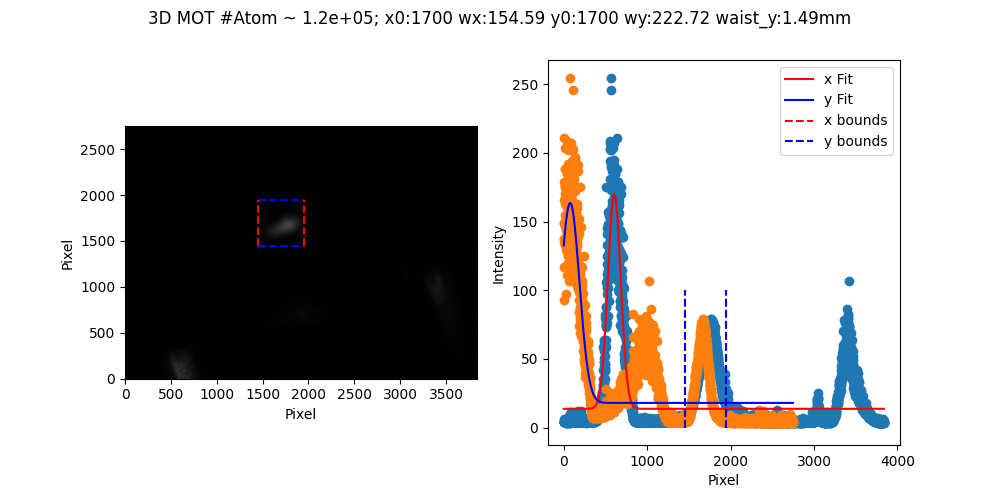 3D MOT #Atom ~ 1.2e+05; x0:1700 wx:154.59 y0:1700 wy:222.72 waist_y:1.49mm
2500
2000
1500
1000
500
0
Pixel
0 500 1000 1500 2000 2500 3000 3500
Pixel
250
200
150
100
50
0
Intensity
x Fit
y Fit
x bounds
y bounds
0 1000 2000 3000 4000
Pixel